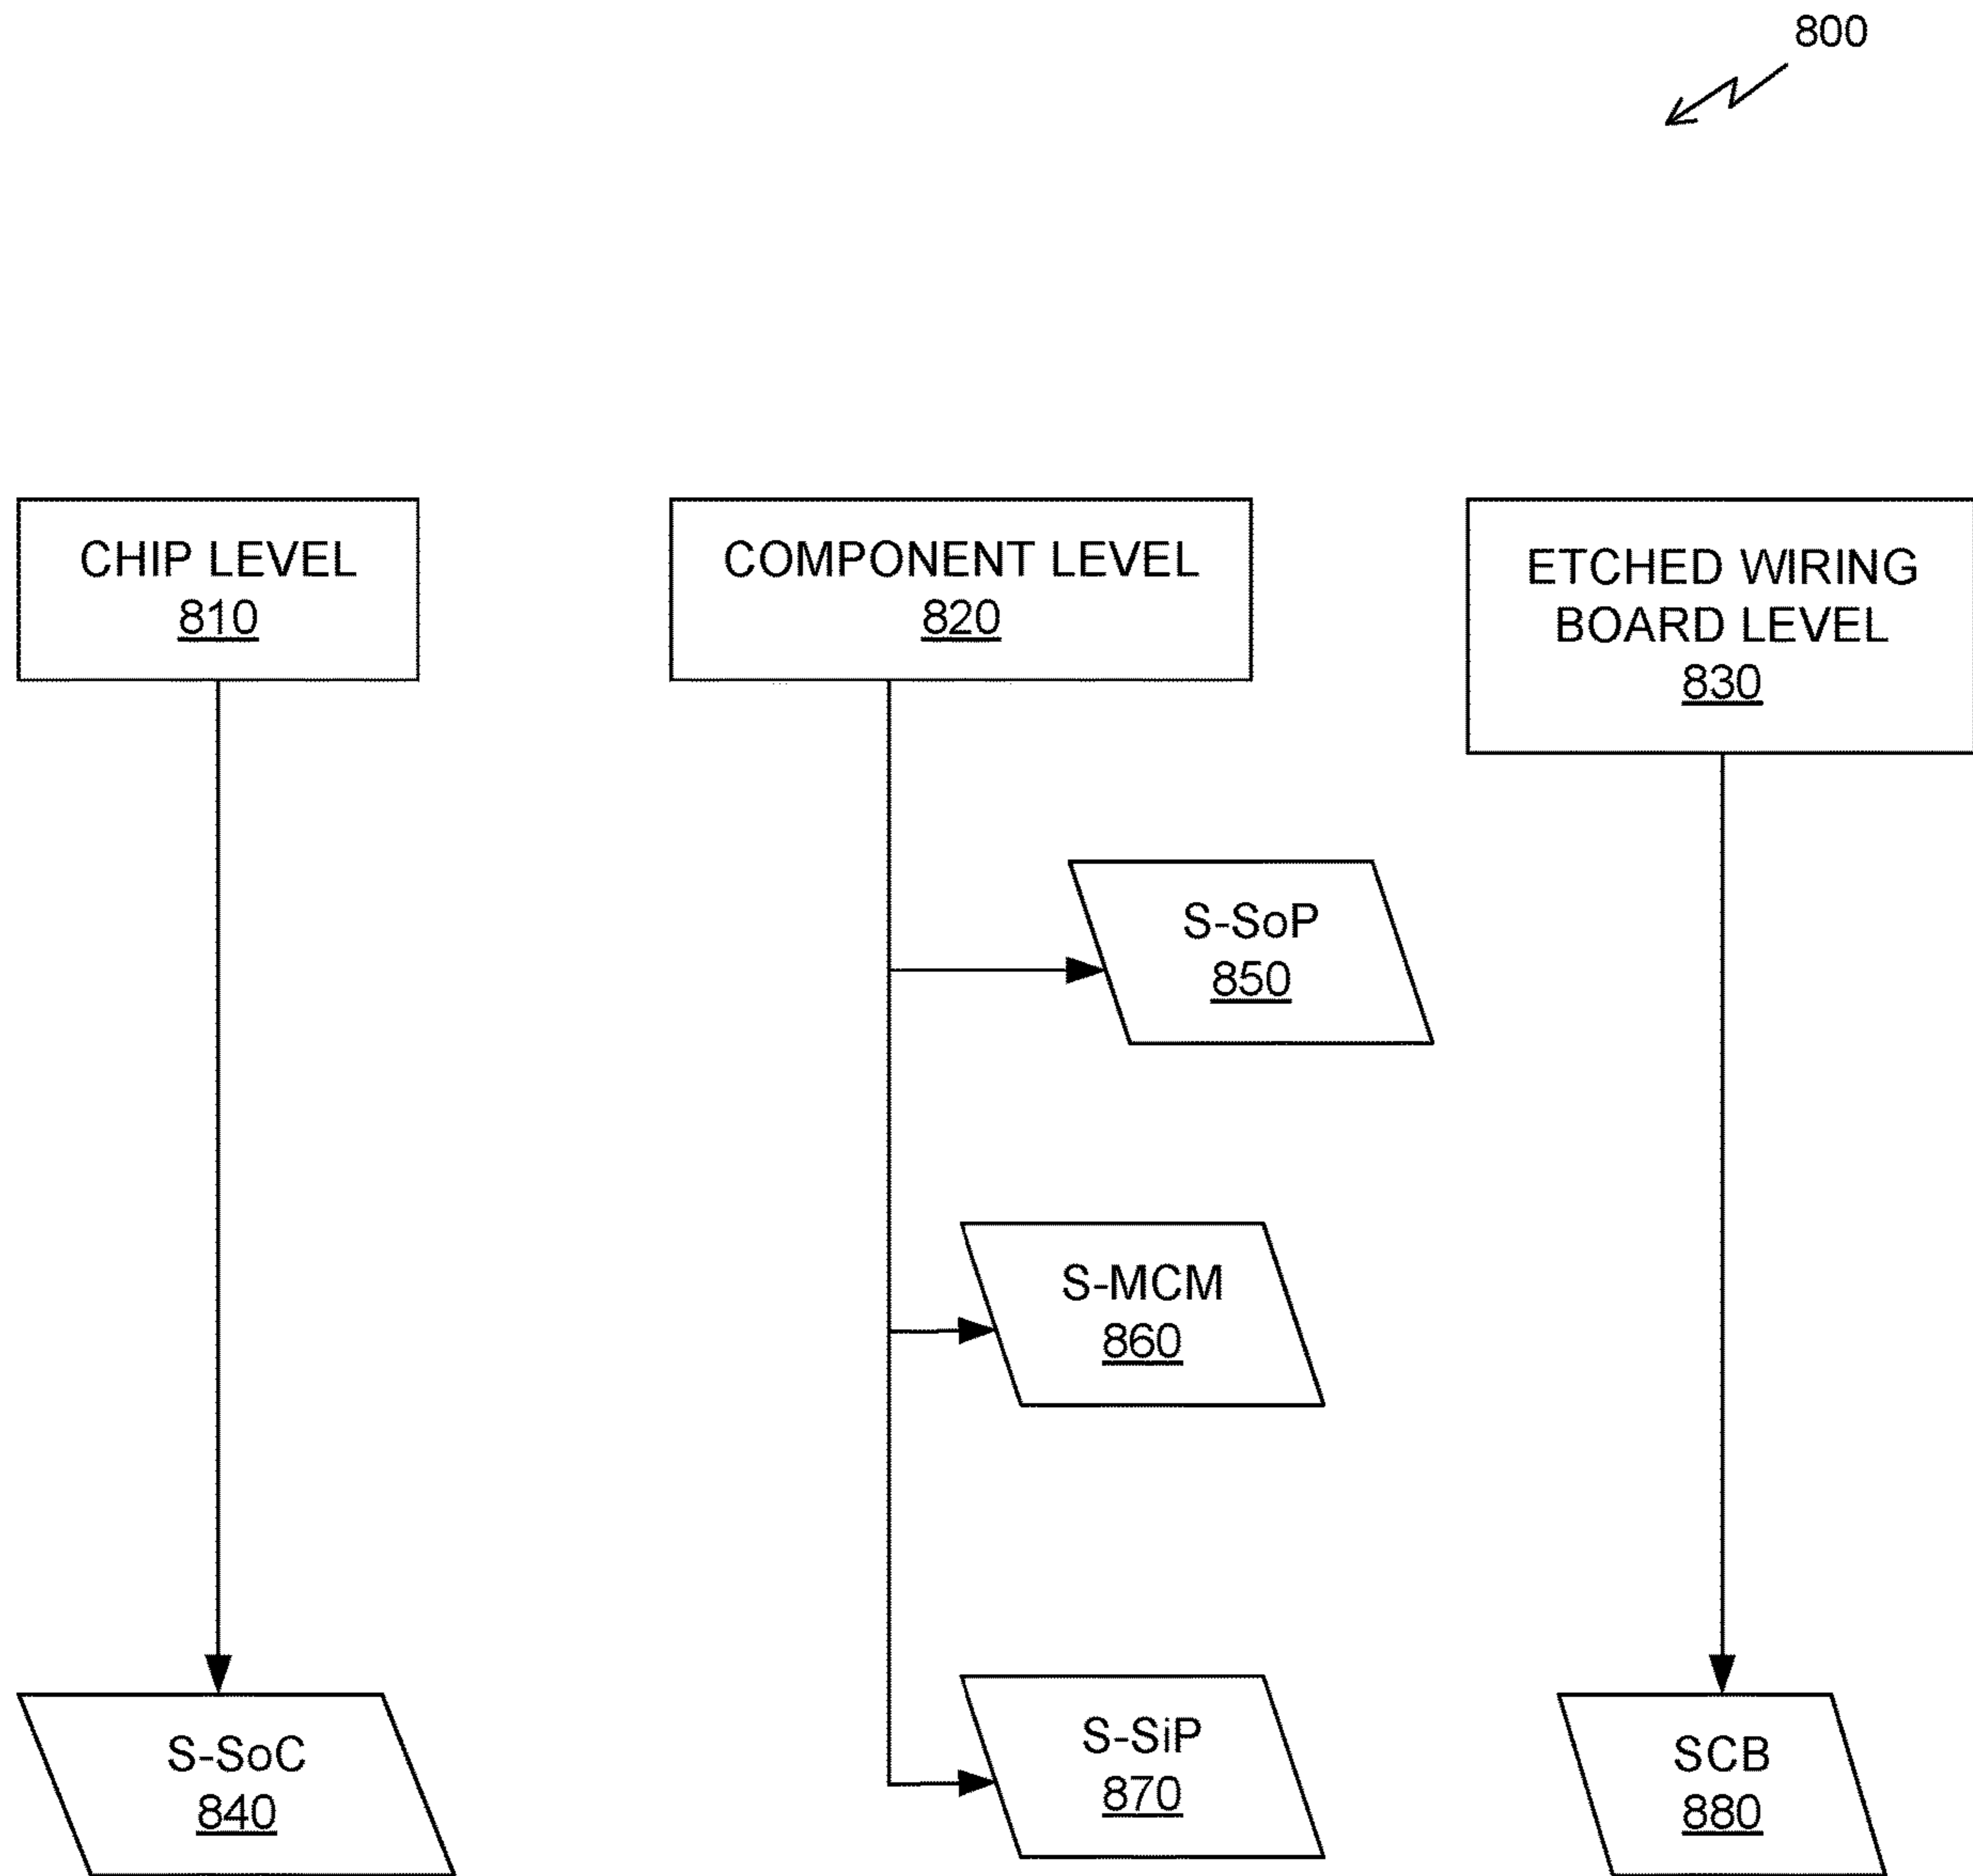 800
CHIP LEVEL
810
COMPONENT LEVEL
820
ETCHED WIRING
BOARD LEVEL
830
S-SoP
850
S-MCM
860
S-SoC
840
S-SiP
870
SCB
880